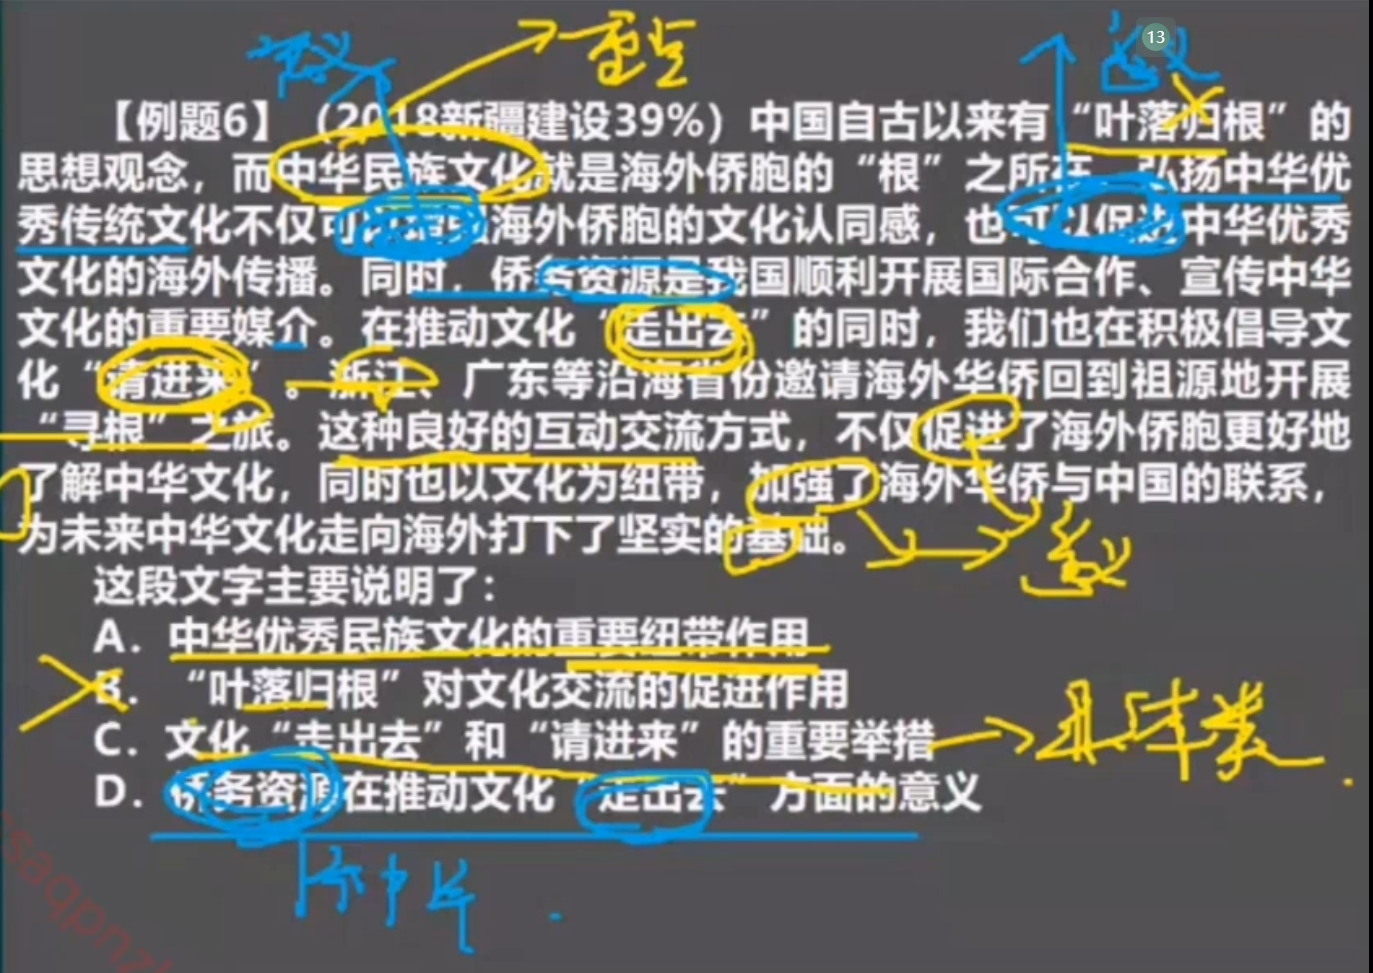 意义
重点
意义
13
【例题6】（2018新疆建设39%）中国自古以来有“叶落归根”的
思想观念，而中华民族文化就是海外侨胞的“根”之所在。弘扬中华优
秀传统文化不仅可以增强海外侨胞的文化认同感，也可以促进中华优秀
文化的海外传播。同时，侨务资源是我国顺利开展国际合作、宣传中华
文化的重要媒介。在推动文化“走出去”的同时，我们也在积极倡导文
化“请进来”。浙江、广东等沿海省份邀请海外华侨回到祖源地开展
“寻根”之旅。这种良好的互动交流方式，不仅促进了海外侨胞更好地
了解中华文化，同时也以文化为纽带，加强了海外华侨与中国的联系，
为未来中华文化走向海外打下了坚实的基础。
意义
这段文字主要说明了：
A．中华优秀民族文化的重要纽带作用
B．“叶落归根”对文化交流的促进作用
C．文化“走出去”和“请进来”的重要举措
具体类
D．侨务资源在推动文化“走出去”方面的意义